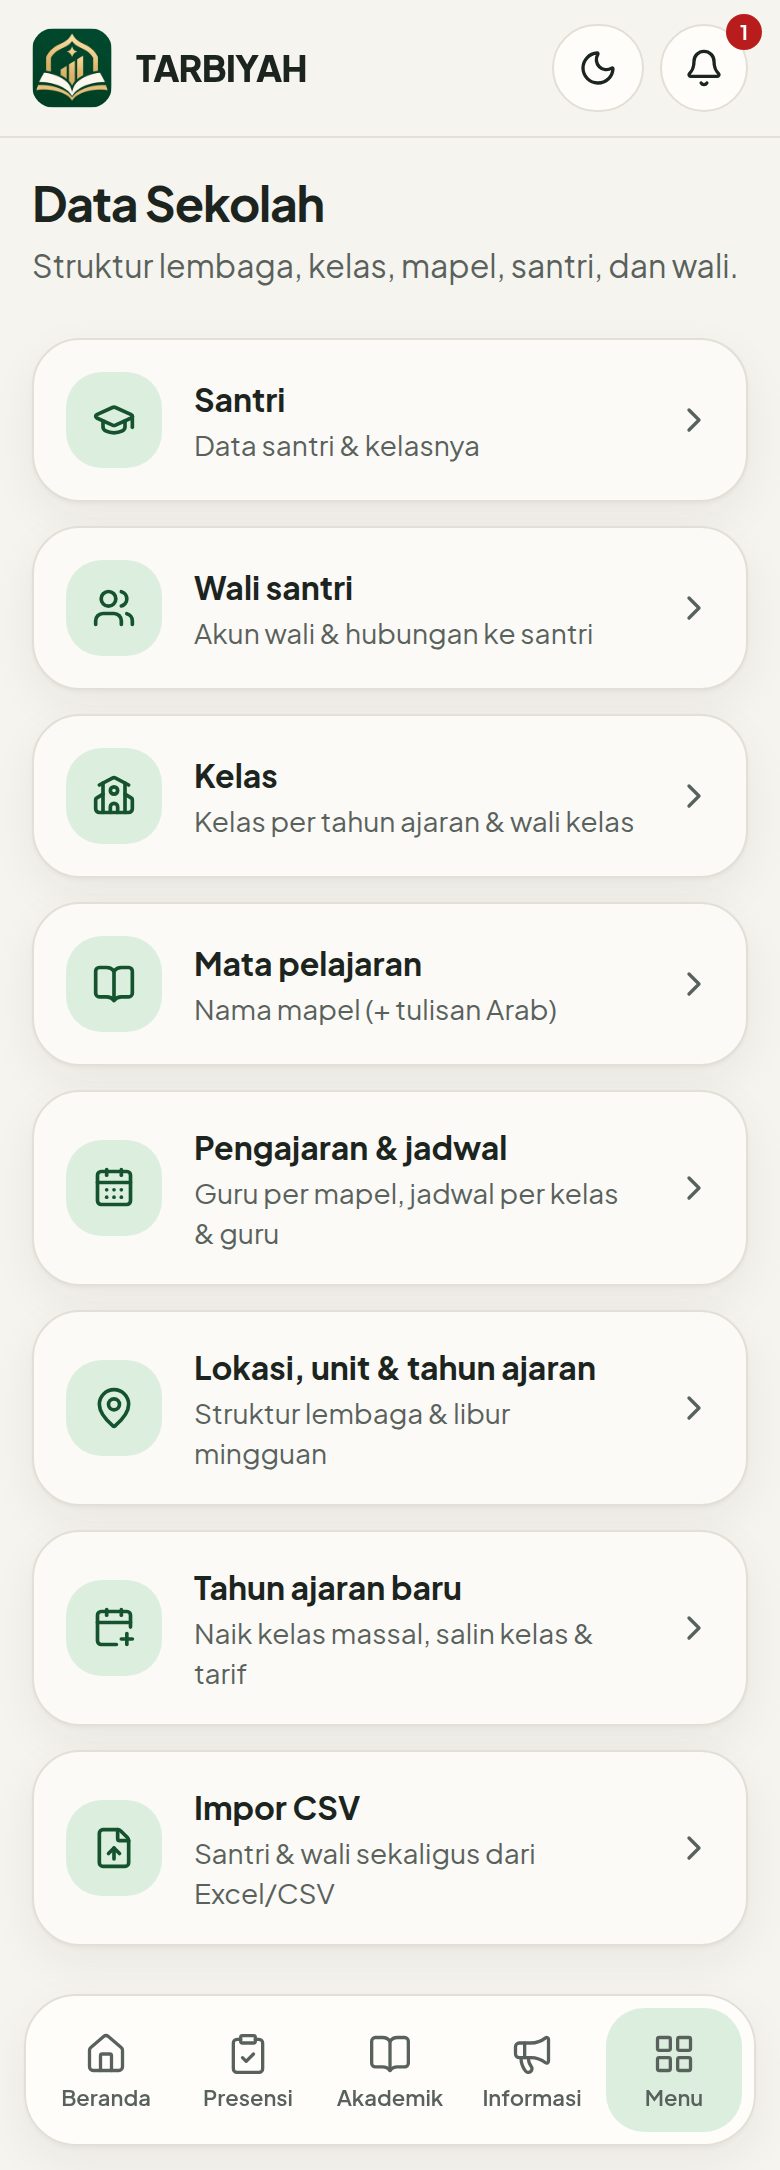 TARBIYAH
1
Data Sekolah
Struktur lembaga, kelas, mapel, santri, dan wali.
Santri
Data santri & kelasnya
Wali santri
Akun wali & hubungan ke santri
Kelas
Kelas per tahun ajaran & wali kelas
Mata pelajaran
Nama mapel (+ tulisan Arab)
Pengajaran & jadwal
Guru per mapel, jadwal per kelas
& guru
Lokasi, unit & tahun ajaran
Struktur lembaga & libur
mingguan
Tahun ajaran baru
Naik kelas massal, salin kelas &
tarif
Impor CSV
Santri & wali sekaligus dari
Excel/CSV
Beranda
Presensi
Akademik
Informasi
Menu